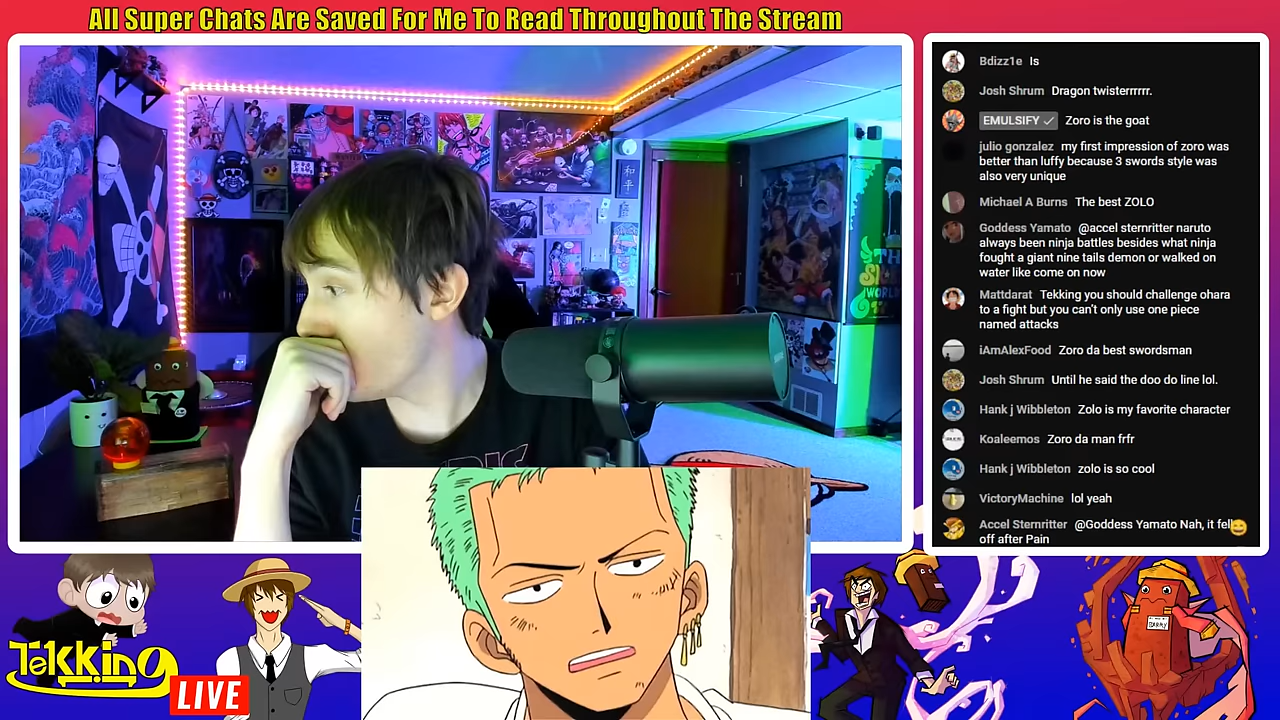 All Super Chats Are Saved For Me To Read Throughout The Stream
Bdizz1e Is
Josh Shrum Dragon twisterrrrrr.
EMULSIFY Zoro is the goat
julio gonzalez my first impression of zoro was
better than luffy because 3 swords style was
also very unique
Michael A Burns The best ZOLO
Goddess Yamato @accel sternritter naruto
always been ninja battles besides what ninja
fought a giant nine tails demon or walked on
water like come on now
Mattdarat Tekking you should challenge ohara
to a fight but you can't only use one piece
named attacks
iAmAlexFood Zoro da best swordsman
Josh Shrum Until he said the doo do line lol.
Hank j Wibbleton Zolo is my favorite character
Koaleemos Zoro da man frfr
Hank j Wibbleton zolo is so cool
VictoryMachine lol yeah
Accel Sternritter @Goddess Yamato Nah, it fell
off after Pain
和平
TEKKING
LIVE
BARRY